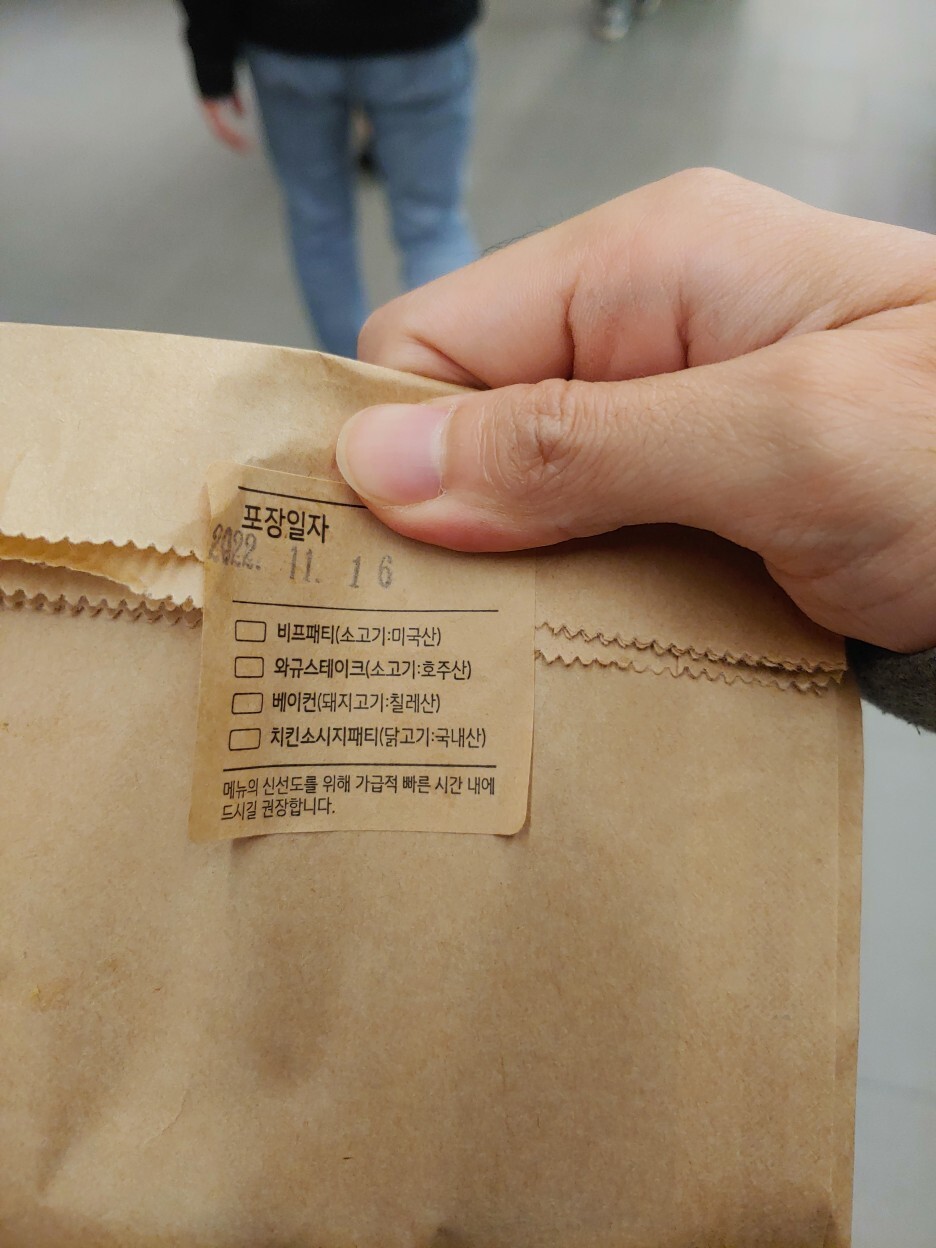 포장일자
2022. 11. 16
비프패티(소고기:미국산)
와규스테이크(소고기:호주산)
베이컨(돼지고기:칠레산)
치킨소시지패티(닭고기:국내산)
메뉴의 신선도를 위해 가급적 빠른 시간 내에
드시길 권장합니다.